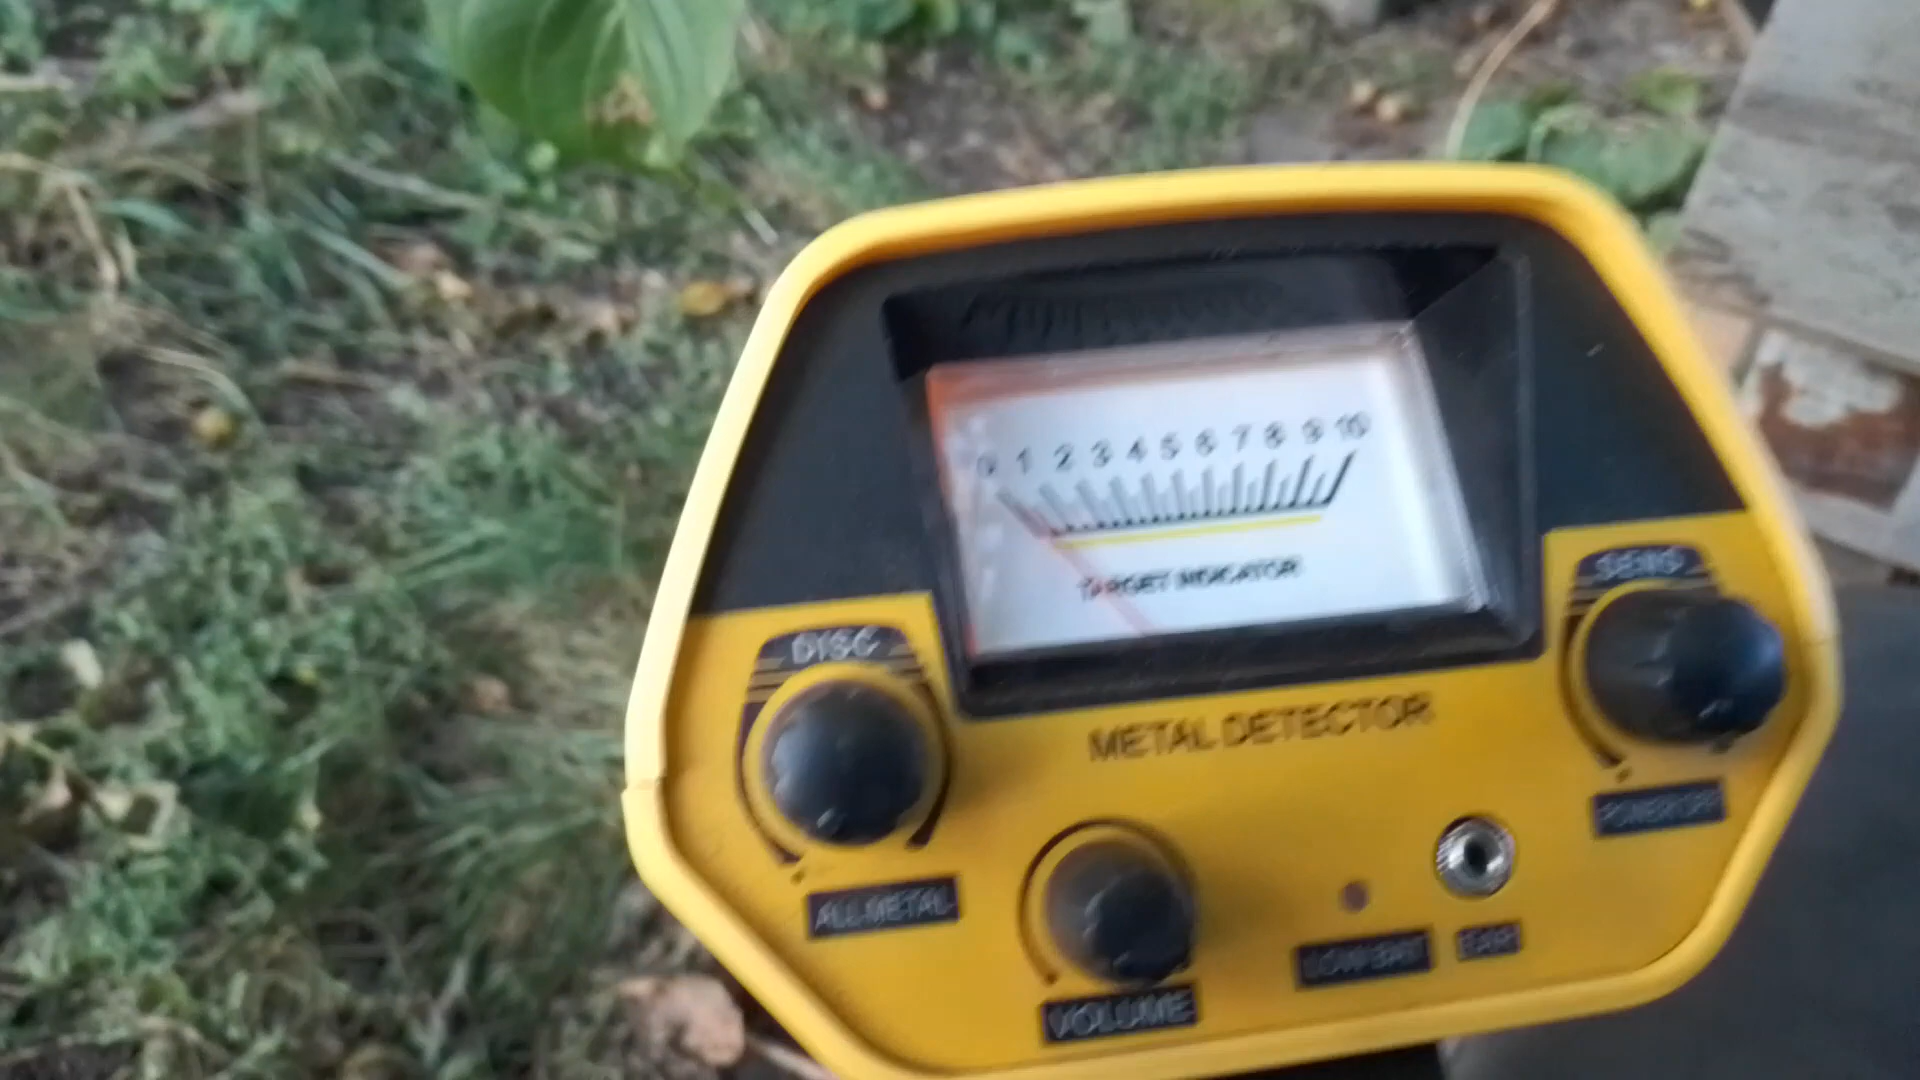 0 1 2 3 4 5 6 7 8 9 10
TARGET INDICATOR
SENS
DISC
METAL DETECTOR
POWER OFF
ALL-METAL
LOW BAT
EAR
VOLUME